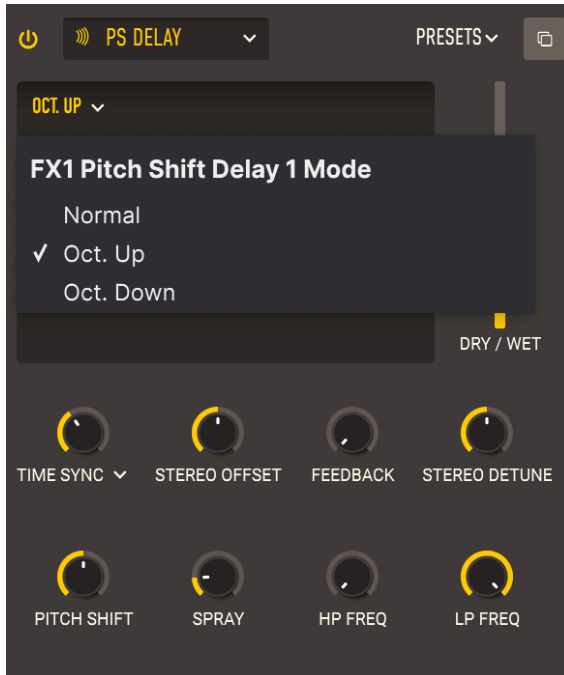 PS DELAY
PRESETS
OCT. UP
FX1 Pitch Shift Delay 1 Mode
Normal
Oct. Up
Oct. Down
DRY / WET
TIME SYNC STEREO OFFSET FEEDBACK STEREO DETUNE
PITCH SHIFT SPRAY HP FREQ LP FREQ